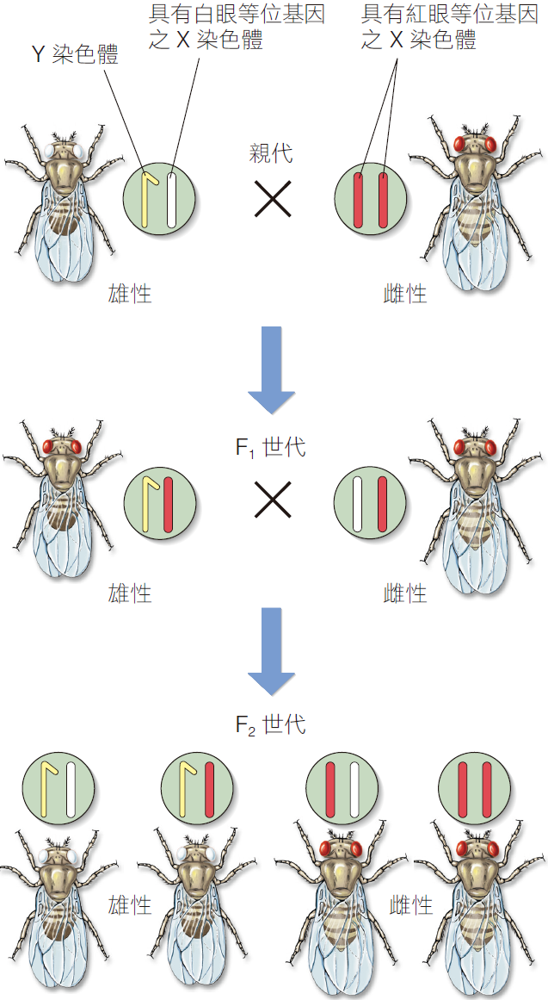 具有白眼等位基因
之 X 染色體
具有紅眼等位基因
之 X 染色體
Y 染色體
親代
雄性
雌性
F₁ 世代
雄性
雌性
F₂ 世代
雄性
雌性